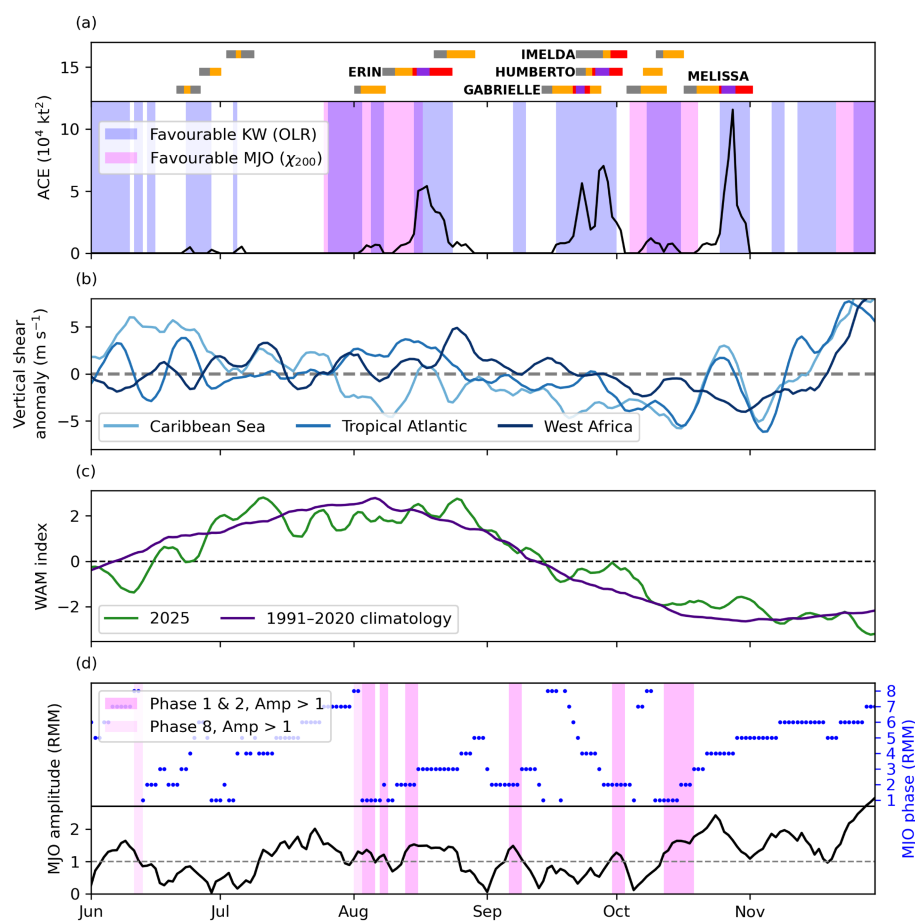 (a)
IMELDA
15
ERIN
HUMBERTO
MELISSA
GABRIELLE
10
Favourable KW (OLR)
Favourable MJO (χ200)
5
0
ACE (10⁴ kt²)
(b)
5
0
−5
Vertical shear
anomaly (m s⁻¹)
Caribbean Sea
Tropical Atlantic
West Africa
(c)
2
0
−2
WAM index
2025
1991–2020 climatology
(d)
Phase 1 & 2, Amp > 1
Phase 8, Amp > 1
8
7
6
5
4
3
2
1
MJO phase (RMM)
MJO amplitude (RMM)
2
1
0
Jun
Jul
Aug
Sep
Oct
Nov